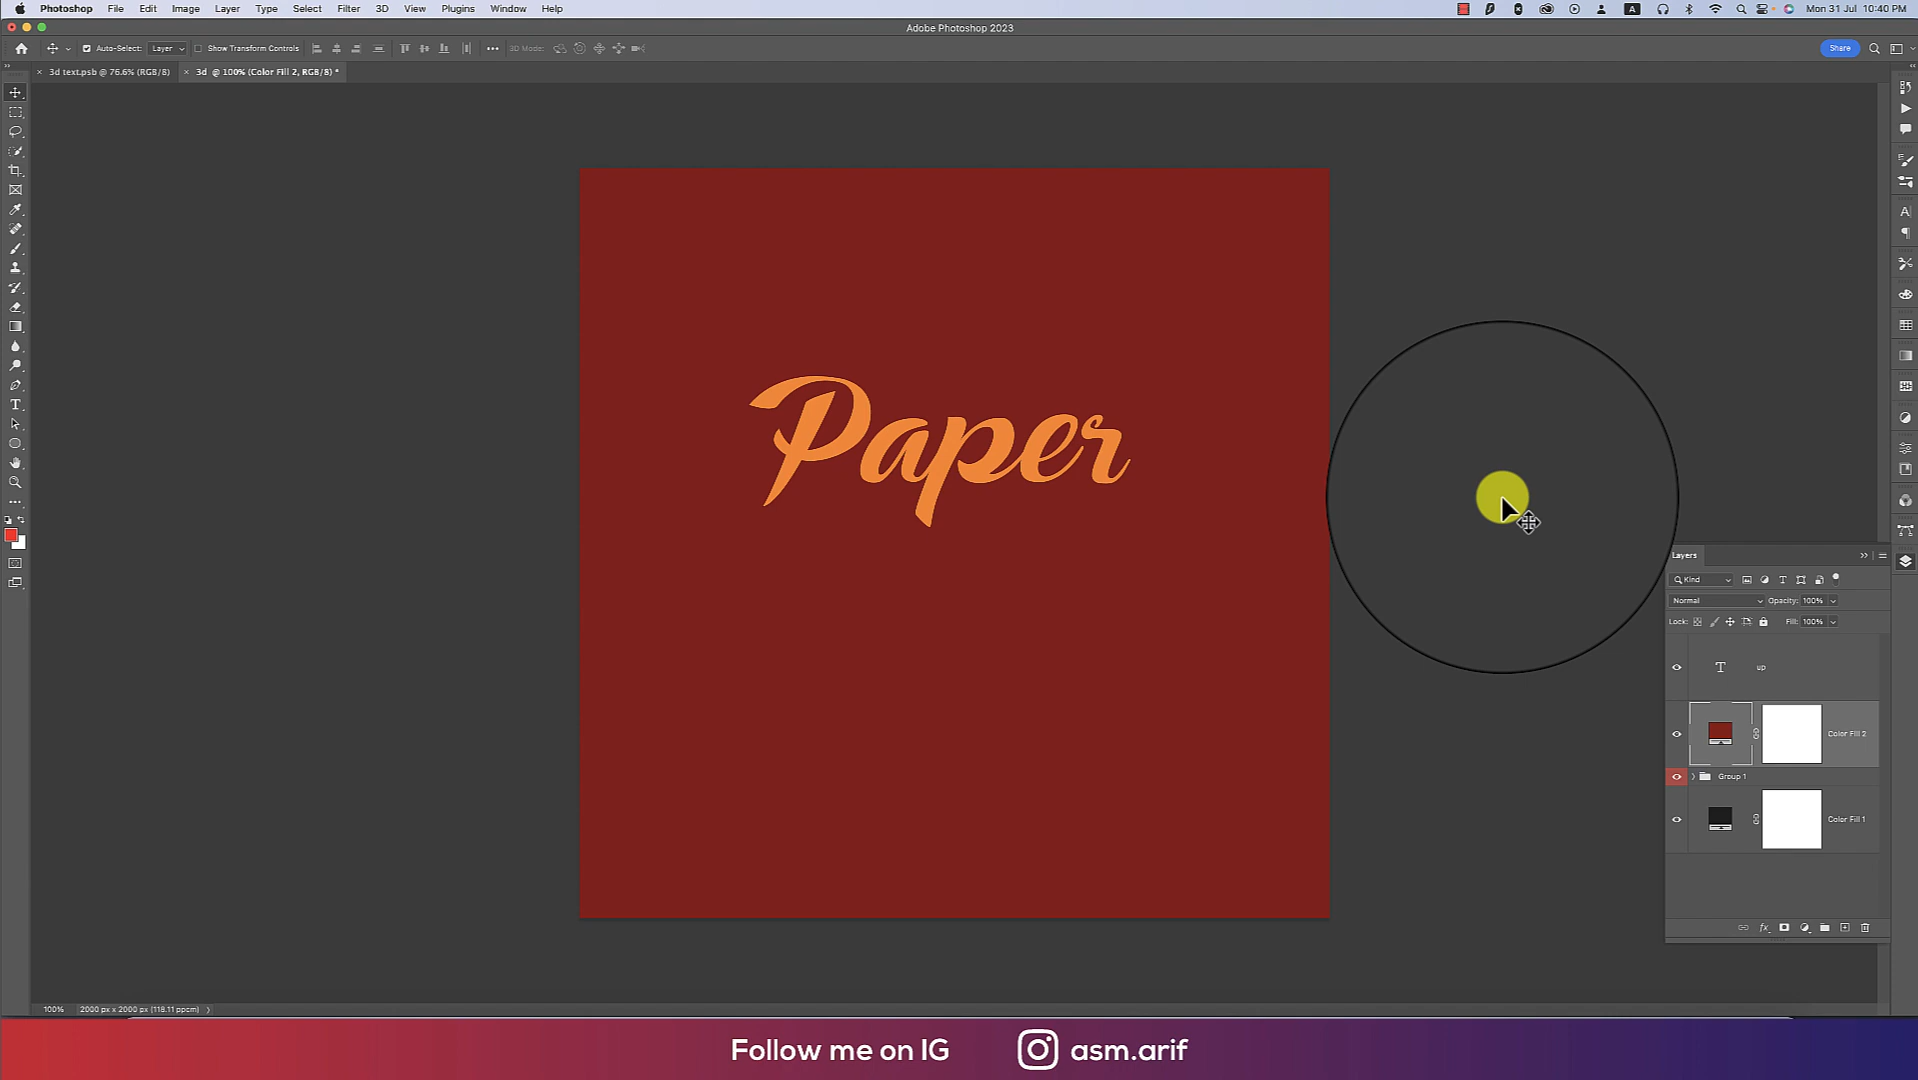 Photoshop File Edit Image Layer Type Select Filter 3D View Plugins Window Help A Mon 31 Jul 10:40 PM
Adobe Photoshop 2023
Auto-Select: Layer Show Transform Controls 3D Mode: Share
3d text.psb @ 76.6% (RGB/8) 3d @ 100% (Color Fill 2, RGB/8) *
Paper
Layers
Kind
Normal Opacity: 100%
Lock: Fill: 100%
T up
Color Fill 2
Group 1
Color Fill 1
fx
100% 2000 px x 2000 px (118.11 ppcm)
Follow me on IG asm.arif